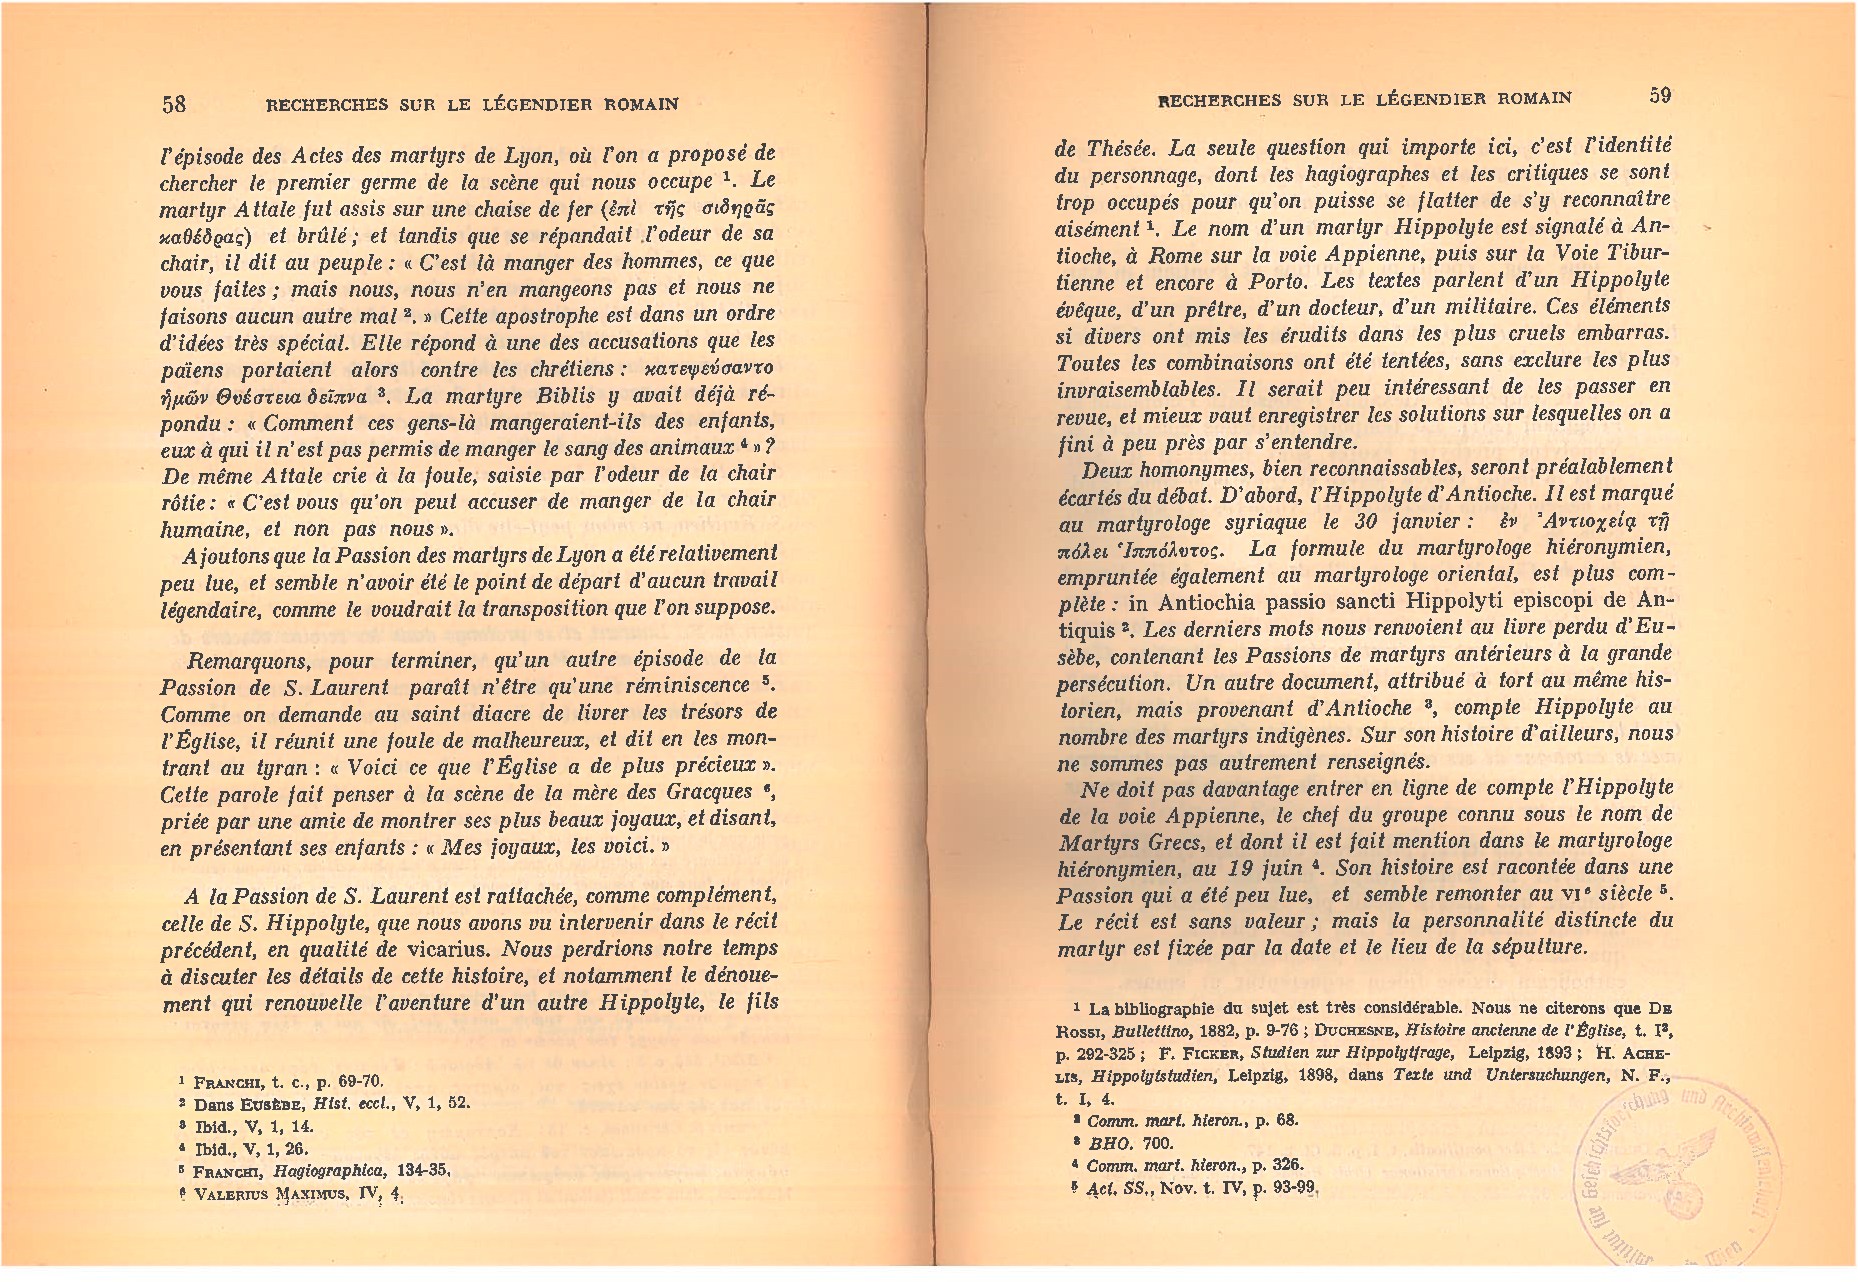 58 RECHERCHES SUR LE LÉGENDIER ROMAIN
l'épisode des Actes des martyrs de Lyon, où l'on a proposé de
chercher le premier germe de la scène qui nous occupe ¹. Le
martyr Attale fut assis sur une chaise de fer (ἐπὶ τῆς σιδηρᾶς
καθέδρας) et brûlé ; et tandis que se répandait l'odeur de sa
chair, il dit au peuple : « C'est là manger des hommes, ce que
vous faites ; mais nous, nous n'en mangeons pas et nous ne
faisons aucun autre mal ². » Cette apostrophe est dans un ordre
d'idées très spécial. Elle répond à une des accusations que les
païens portaient alors contre les chrétiens : κατεψεύσαντο
ἡμῶν Θυέστεια δεῖπνα ³. La martyre Biblis y avait déjà ré-
pondu : « Comment ces gens-là mangeraient-ils des enfants,
eux à qui il n'est pas permis de manger le sang des animaux ⁴ » ?
De même Attale crie à la foule, saisie par l'odeur de la chair
rôtie : « C'est vous qu'on peut accuser de manger de la chair
humaine, et non pas nous ».
Ajoutons que la Passion des martyrs de Lyon a été relativement
peu lue, et semble n'avoir été le point de départ d'aucun travail
légendaire, comme le voudrait la transposition que l'on suppose.
Remarquons, pour terminer, qu'un autre épisode de la
Passion de S. Laurent paraît n'être qu'une réminiscence ⁵.
Comme on demande au saint diacre de livrer les trésors de
l'Église, il réunit une foule de malheureux, et dit en les mon-
trant au tyran : « Voici ce que l'Église a de plus précieux ».
Cette parole fait penser à la scène de la mère des Gracques ⁶,
priée par une amie de montrer ses plus beaux joyaux, et disant,
en présentant ses enfants : « Mes joyaux, les voici. »
A la Passion de S. Laurent est rattachée, comme complément,
celle de S. Hippolyte, que nous avons vu intervenir dans le récit
précédent, en qualité de vicarius. Nous perdrions notre temps
à discuter les détails de cette histoire, et notamment le dénoue-
ment qui renouvelle l'aventure d'un autre Hippolyte, le fils
¹ FRANCHI, t. c., p. 69-70.
² Dans EUSÈBE, Hist. eccl., V, 1, 52.
³ Ibid., V, 1, 14.
⁴ Ibid., V, 1, 26.
⁵ FRANCHI, Hagiographica, 134-35.
⁶ VALERIUS MAXIMUS, IV, 4.
RECHERCHES SUR LE LÉGENDIER ROMAIN 59
de Thésée. La seule question qui importe ici, c'est l'identité
du personnage, dont les hagiographes et les critiques se sont
trop occupés pour qu'on puisse se flatter de s'y reconnaître
aisément ¹. Le nom d'un martyr Hippolyte est signalé à An-
tioche, à Rome sur la voie Appienne, puis sur la Voie Tibur-
tienne et encore à Porto. Les textes parlent d'un Hippolyte
évêque, d'un prêtre, d'un docteur, d'un militaire. Ces éléments
si divers ont mis les érudits dans les plus cruels embarras.
Toutes les combinaisons ont été tentées, sans exclure les plus
invraisemblables. Il serait peu intéressant de les passer en
revue, et mieux vaut enregistrer les solutions sur lesquelles on a
fini à peu près par s'entendre.
Deux homonymes, bien reconnaissables, seront préalablement
écartés du débat. D'abord, l'Hippolyte d'Antioche. Il est marqué
au martyrologe syriaque le 30 janvier : ἐν Ἀντιοχείᾳ τῇ
πόλει Ἱππόλυτος. La formule du martyrologe hiéronymien,
empruntée également au martyrologe oriental, est plus com-
plète : in Antiochia passio sancti Hippolyti episcopi de An-
tiquis ². Les derniers mots nous renvoient au livre perdu d'Eu-
sèbe, contenant les Passions de martyrs antérieurs à la grande
persécution. Un autre document, attribué à tort au même his-
torien, mais provenant d'Antioche ³, compte Hippolyte au
nombre des martyrs indigènes. Sur son histoire d'ailleurs, nous
ne sommes pas autrement renseignés.
Ne doit pas davantage entrer en ligne de compte l'Hippolyte
de la voie Appienne, le chef du groupe connu sous le nom de
Martyrs Grecs, et dont il est fait mention dans le martyrologe
hiéronymien, au 19 juin ⁴. Son histoire est racontée dans une
Passion qui a été peu lue, et semble remonter au VIᵉ siècle ⁵.
Le récit est sans valeur ; mais la personnalité distincte du
martyr est fixée par la date et le lieu de la sépulture.
¹ La bibliographie du sujet est très considérable. Nous ne citerons que DE
ROSSI, Bullettino, 1882, p. 9-76 ; DUCHESNE, Histoire ancienne de l'Église, t. I³,
p. 292-325 ; F. FICKER, Studien zur Hippolytfrage, Leipzig, 1893 ; H. ACHE-
LIS, Hippolytstudien, Leipzig, 1898, dans Texte und Untersuchungen, N. F.,
t. I, 4.
² Comm. mart. hieron., p. 68.
³ BHO. 700.
⁴ Comm. mart. hieron., p. 326.
⁵ Act. SS., Nov. t. IV, p. 93-99.
Institut für Geschichtsforschung und Archivwissenschaft • Wien